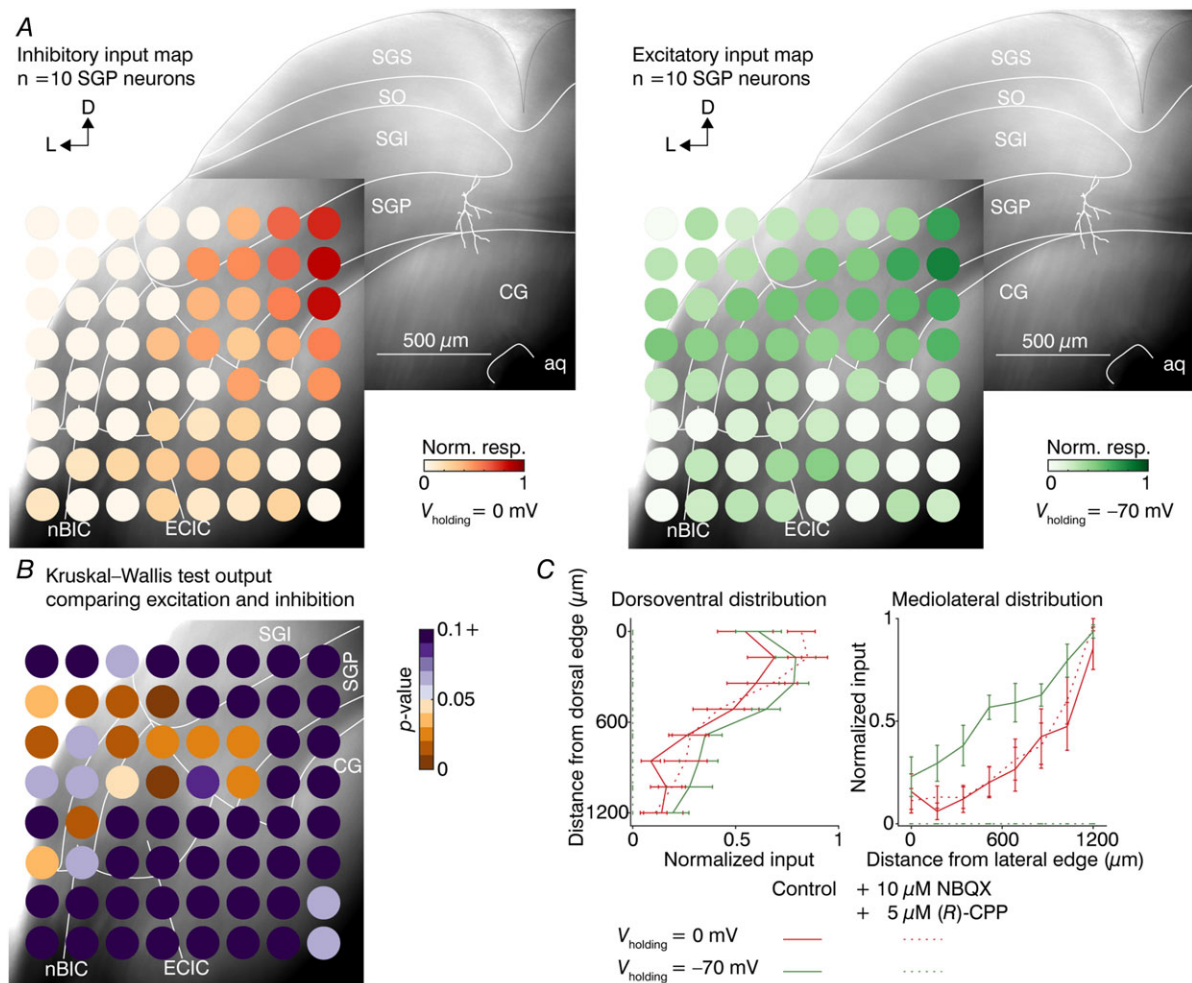 A
Inhibitory input map
n = 10 SGP neurons
D
L
SGS
SO
SGI
SGP
CG
500 µm
aq
Norm. resp.
0 1
Vholding = 0 mV
nBIC
ECIC
Excitatory input map
n = 10 SGP neurons
D
L
SGS
SO
SGI
SGP
CG
500 µm
aq
Norm. resp.
0 1
Vholding = −70 mV
nBIC
ECIC
B
Kruskal–Wallis test output
comparing excitation and inhibition
SGI
SGP
CG
nBIC
ECIC
p-value
0.1 +
0.05
0
C
Dorsoventral distribution
Distance from dorsal edge (µm)
0
600
1200
0 0.5 1
Normalized input
Mediolateral distribution
Normalized input
1
0.5
0
0 600 1200
Distance from lateral edge (µm)
Control
+ 10 µM NBQX
+ 5 µM (R)-CPP
Vholding = 0 mV
Vholding = −70 mV